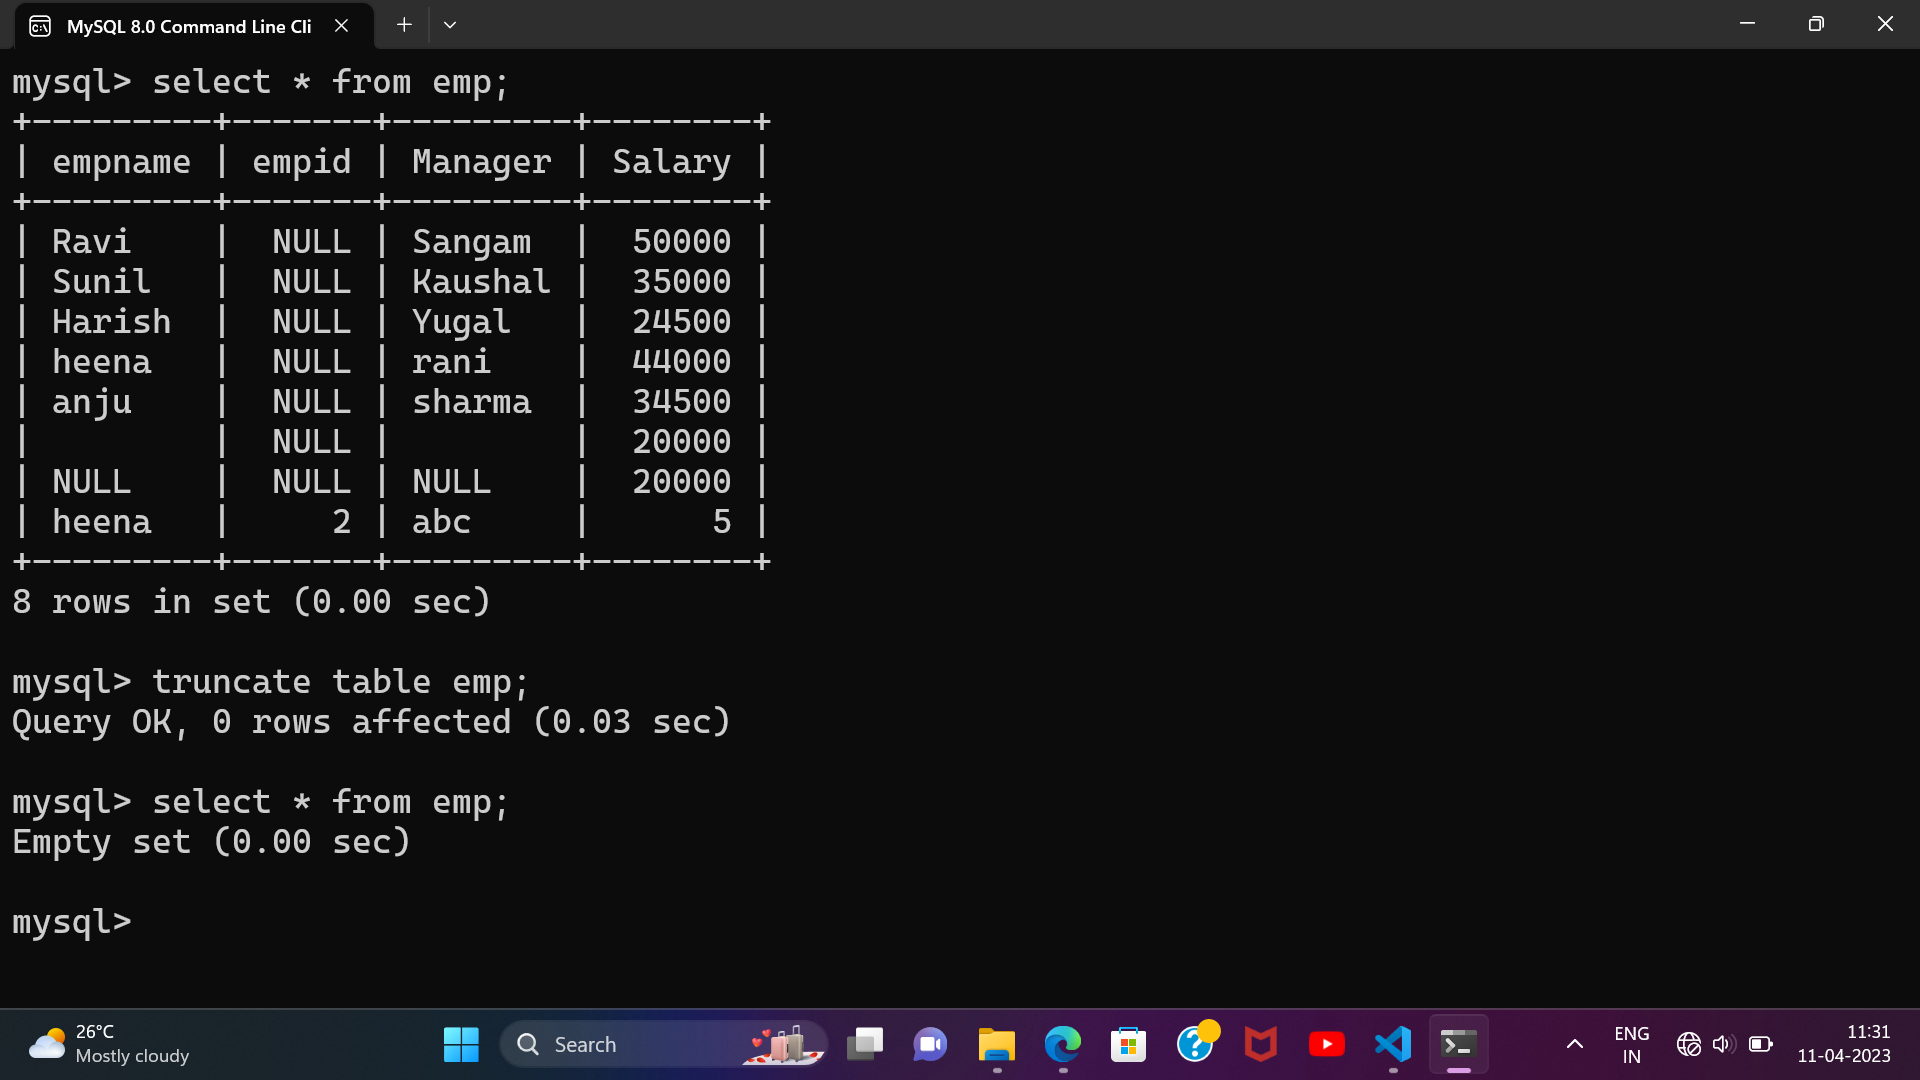 MySQL 8.0 Command Line Cli
mysql> select * from emp;
+---------+-------+---------+--------+
| empname | empid | Manager | Salary |
+---------+-------+---------+--------+
| Ravi    |  NULL | Sangam  |  50000 |
| Sunil   |  NULL | Kaushal |  35000 |
| Harish  |  NULL | Yugal   |  24500 |
| heena   |  NULL | rani    |  44000 |
| anju    |  NULL | sharma  |  34500 |
|         |  NULL |         |  20000 |
| NULL    |  NULL | NULL    |  20000 |
| heena   |     2 | abc     |      5 |
+---------+-------+---------+--------+
8 rows in set (0.00 sec)
mysql> truncate table emp;
Query OK, 0 rows affected (0.03 sec)
mysql> select * from emp;
Empty set (0.00 sec)
mysql>
26°C
Mostly cloudy
Search
ENG
IN
11:31
11-04-2023